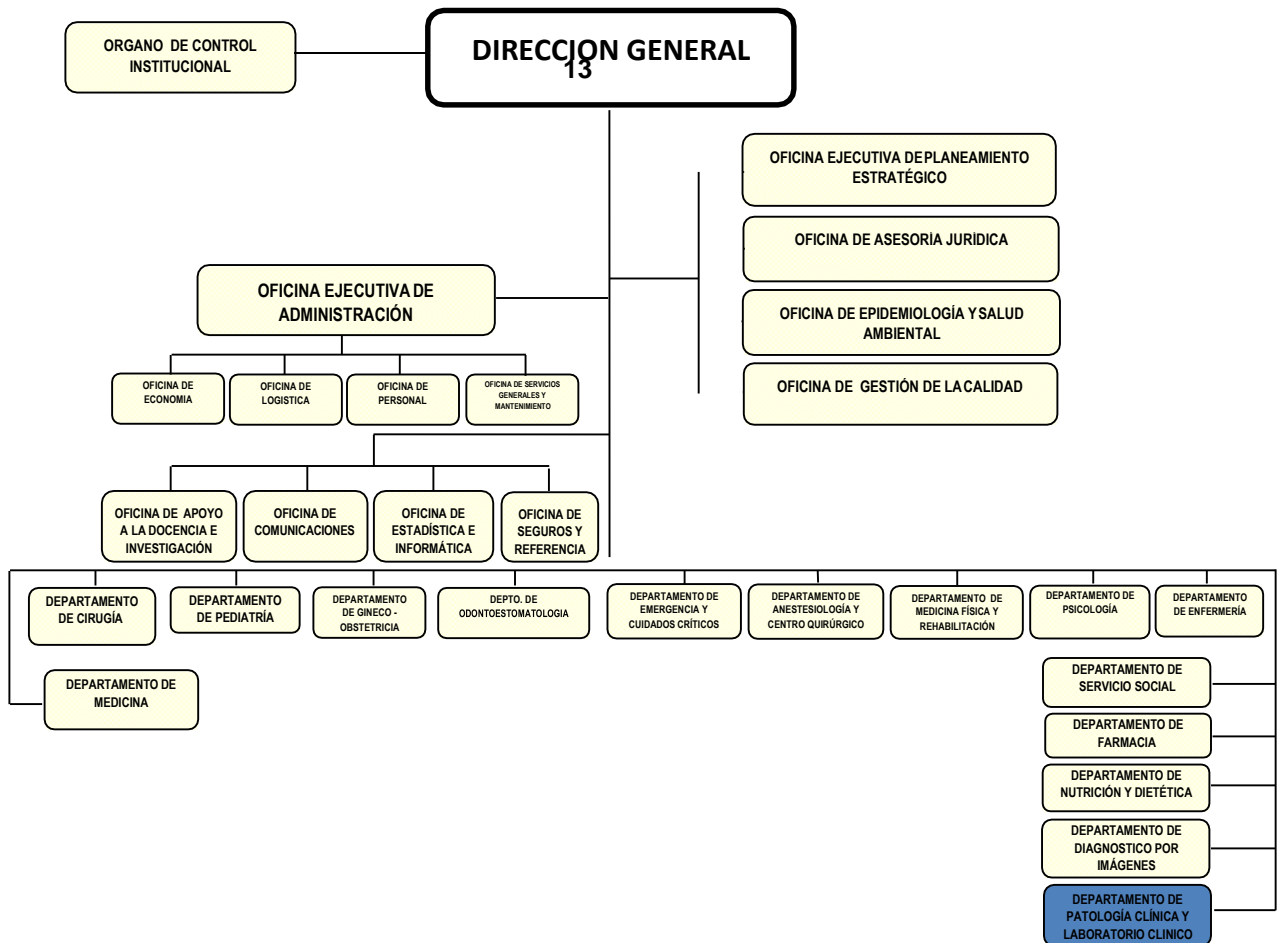 ORGANO DE CONTROL
INSTITUCIONAL
DIRECCION GENERAL
13
OFICINA EJECUTIVA DE PLANEAMIENTO
ESTRATÉGICO
OFICINA DE ASESORÍA JURÍDICA
OFICINA DE EPIDEMIOLOGÍA Y SALUD
AMBIENTAL
OFICINA DE GESTIÓN DE LA CALIDAD
OFICINA EJECUTIVA DE
ADMINISTRACIÓN
OFICINA DE
ECONOMIA
OFICINA DE
LOGISTICA
OFICINA DE
PERSONAL
OFICINA DE SERVICIOS
GENERALES Y
MANTENIMIENTO
OFICINA DE APOYO
A LA DOCENCIA E
INVESTIGACIÓN
OFICINA DE
COMUNICACIONES
OFICINA DE
ESTADÍSTICA E
INFORMÁTICA
OFICINA DE
SEGUROS Y
REFERENCIA
DEPARTAMENTO
DE CIRUGÍA
DEPARTAMENTO
DE PEDIATRÍA
DEPARTAMENTO
DE GINECO -
OBSTETRICIA
DEPTO. DE
ODONTOESTOMATOLOGIA
DEPARTAMENTO DE
EMERGENCIA Y
CUIDADOS CRÍTICOS
DEPARTAMENTO DE
ANESTESIOLOGÍA Y
CENTRO QUIRÚRGICO
DEPARTAMENTO DE
MEDICINA FÍSICA Y
REHABILITACIÓN
DEPARTAMENTO DE
PSICOLOGÍA
DEPARTAMENTO
DE ENFERMERÍA
DEPARTAMENTO DE
MEDICINA
DEPARTAMENTO DE
SERVICIO SOCIAL
DEPARTAMENTO DE
FARMACIA
DEPARTAMENTO DE
NUTRICIÓN Y DIETÉTICA
DEPARTAMENTO DE
DIAGNOSTICO POR
IMÁGENES
DEPARTAMENTO DE
PATOLOGÍA CLÍNICA Y
LABORATORIO CLINICO